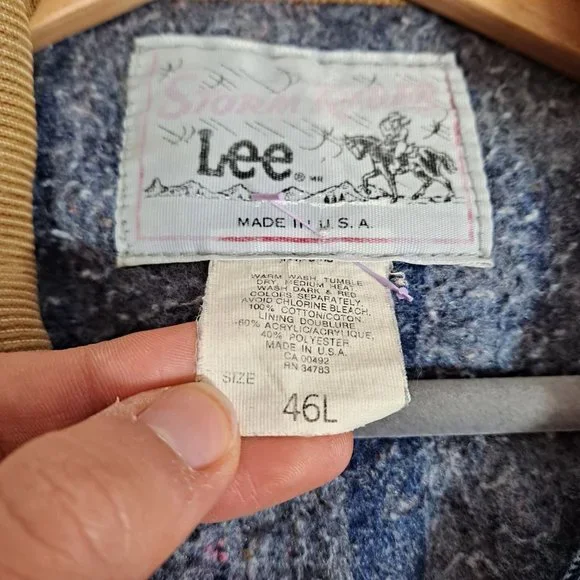 STORM RIDER
Lee® MR
MADE IN U.S.A.
WARM WASH, TUMBLE
DRY MEDIUM HEAT
WASH DARK & RED
COLORS SEPARATELY.
AVOID CHLORINE BLEACH.
100% COTTON/COTON
LINING DOUBLURE
-60% ACRYLIC/ACRYLIQUE,
40% POLYESTER
MADE IN U.S.A.
CA 00492
RN 34783
SIZE
46L